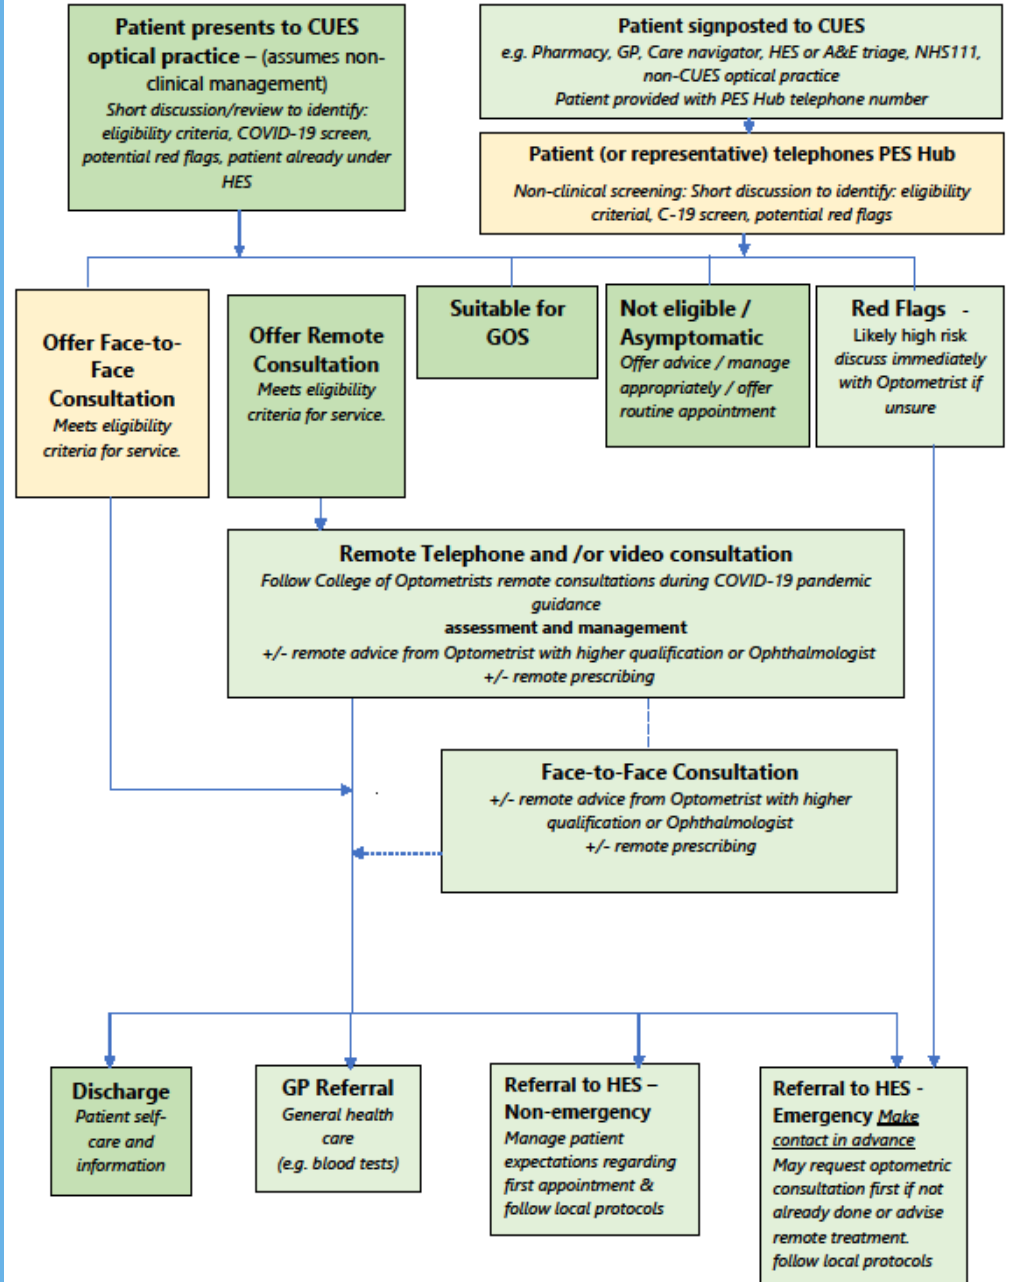 Patient presents to CUES
optical practice – (assumes non-
clinical management)
Short discussion/review to identify:
eligibility criteria, COVID-19 screen,
potential red flags, patient already under
HES
Patient signposted to CUES
e.g. Pharmacy, GP, Care navigator, HES or A&E triage, NHS111,
non-CUES optical practice
Patient provided with PES Hub telephone number
Patient (or representative) telephones PES Hub
Non-clinical screening: Short discussion to identify: eligibility
criterial, C-19 screen, potential red flags
Offer Face-to-
Face
Consultation
Meets eligibility
criteria for service.
Offer Remote
Consultation
Meets eligibility
criteria for service.
Suitable for
GOS
Not eligible /
Asymptomatic
Offer advice / manage
appropriately / offer
routine appointment
Red Flags -
Likely high risk
discuss immediately
with Optometrist if
unsure
Remote Telephone and /or video consultation
Follow College of Optometrists remote consultations during COVID-19 pandemic
guidance
assessment and management
+/- remote advice from Optometrist with higher qualification or Ophthalmologist
+/- remote prescribing
Face-to-Face Consultation
+/- remote advice from Optometrist with higher
qualification or Ophthalmologist
+/- remote prescribing
Discharge
Patient self-
care and
information
GP Referral
General health
care
(e.g. blood tests)
Referral to HES –
Non-emergency
Manage patient
expectations regarding
first appointment &
follow local protocols
Referral to HES -
Emergency Make
contact in advance
May request optometric
consultation first if not
already done or advise
remote treatment.
follow local protocols